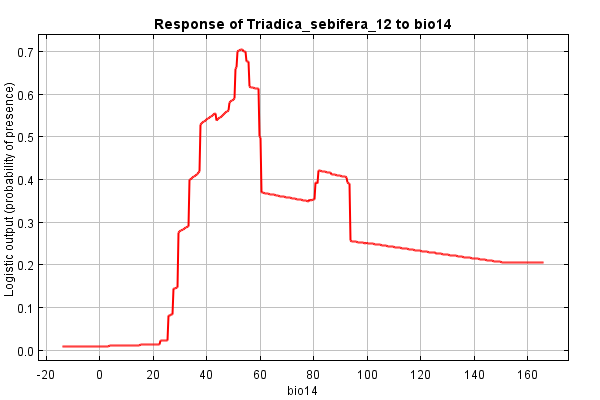 Response of Triadica_sebifera_12 to bio14
Logistic output (probability of presence)
0.7
0.6
0.5
0.4
0.3
0.2
0.1
0.0
-20 0 20 40 60 80 100 120 140 160
bio14